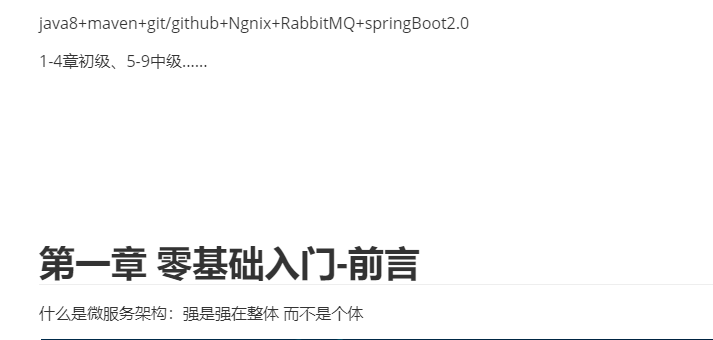 java8+maven+git/github+Ngnix+RabbitMQ+springBoot2.0
1-4章初级、5-9中级......
第一章 零基础入门-前言
什么是微服务架构：强是强在整体 而不是个体